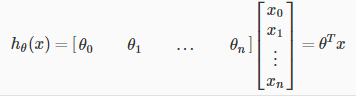 h_θ(x) = [θ_0 θ_1 … θ_n] [x_0 x_1 ⋮ x_n] = θ^T x